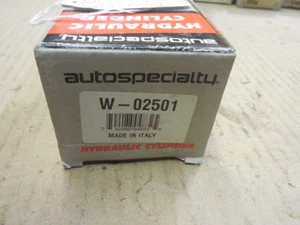 HYDRAULIC
CYLINDER
autospecialty
autospecialty
W-02501
MADE IN ITALY
HYDRAULIC CYLINDER